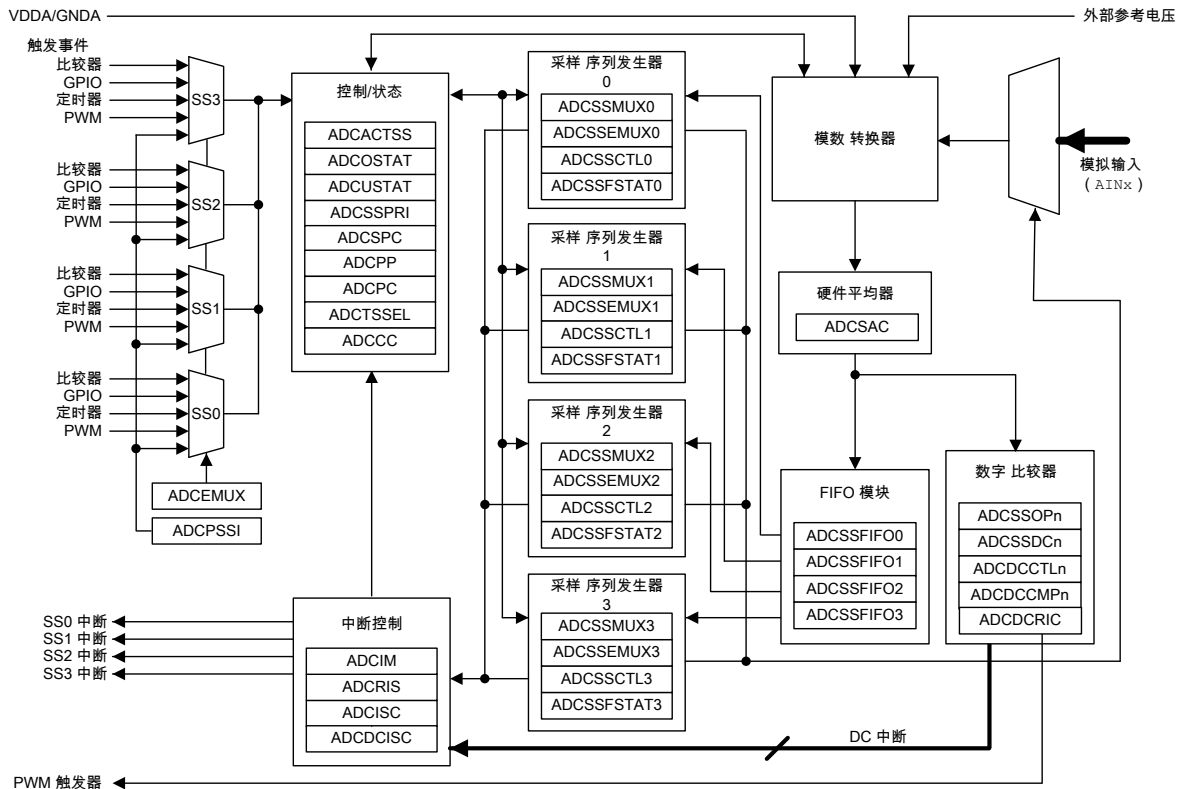 VDDA/GNDA
外部参考电压
触发事件
比较器
GPIO
定时器
PWM
SS3
比较器
GPIO
定时器
PWM
SS2
比较器
GPIO
定时器
PWM
SS1
比较器
GPIO
定时器
PWM
SS0
ADCEMUX
ADCPSSI
控制/状态
ADCACTSS
ADCOSTAT
ADCUSTAT
ADCSSPRI
ADCSPC
ADCPP
ADCPC
ADCTSSEL
ADCCC
采样 序列发生器
0
ADCSSMUX0
ADCSSEMUX0
ADCSSCTL0
ADCSSFSTAT0
采样 序列发生器
1
ADCSSMUX1
ADCSSEMUX1
ADCSSCTL1
ADCSSFSTAT1
采样 序列发生器
2
ADCSSMUX2
ADCSSEMUX2
ADCSSCTL2
ADCSSFSTAT2
采样 序列发生器
3
ADCSSMUX3
ADCSSEMUX3
ADCSSCTL3
ADCSSFSTAT3
模数 转换器
模拟输入
(AINx)
硬件平均器
ADCSAC
FIFO 模块
ADCSSFIFO0
ADCSSFIFO1
ADCSSFIFO2
ADCSSFIFO3
数字 比较器
ADCSSOPn
ADCSSDCn
ADCDCCTLn
ADCDCCMPn
ADCDCRIC
SS0 中断
SS1 中断
SS2 中断
SS3 中断
中断控制
ADCIM
ADCRIS
ADCISC
ADCDCISC
DC 中断
PWM 触发器